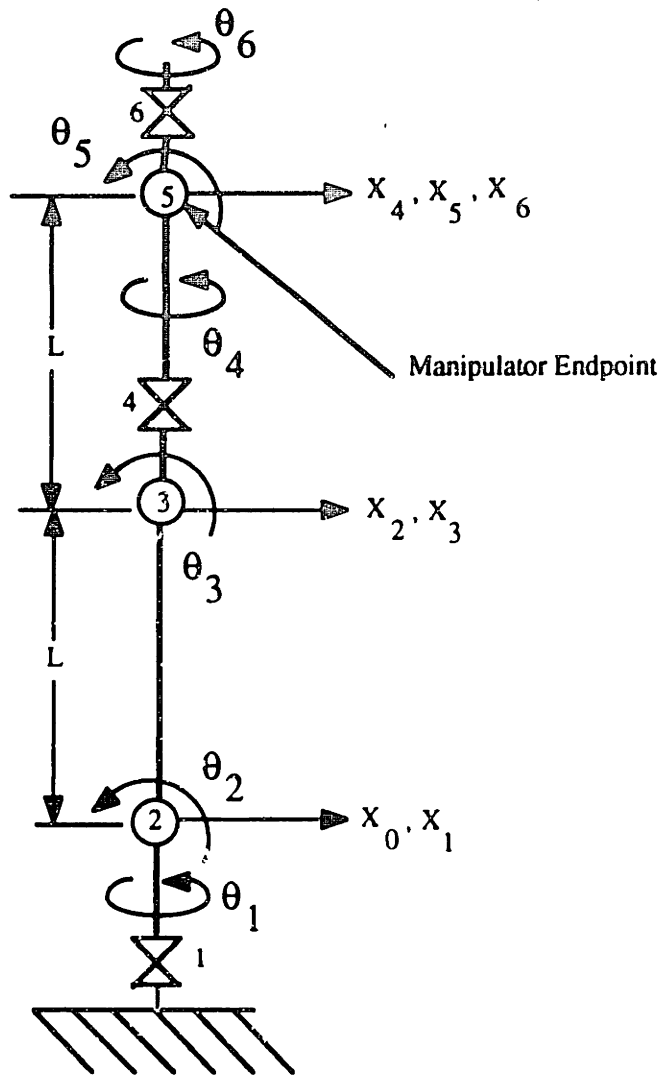 θ6
6
θ5
5
X4, X5, X6
L
θ4
Manipulator Endpoint
4
3
X2, X3
θ3
L
θ2
2
X0, X1
θ1
1